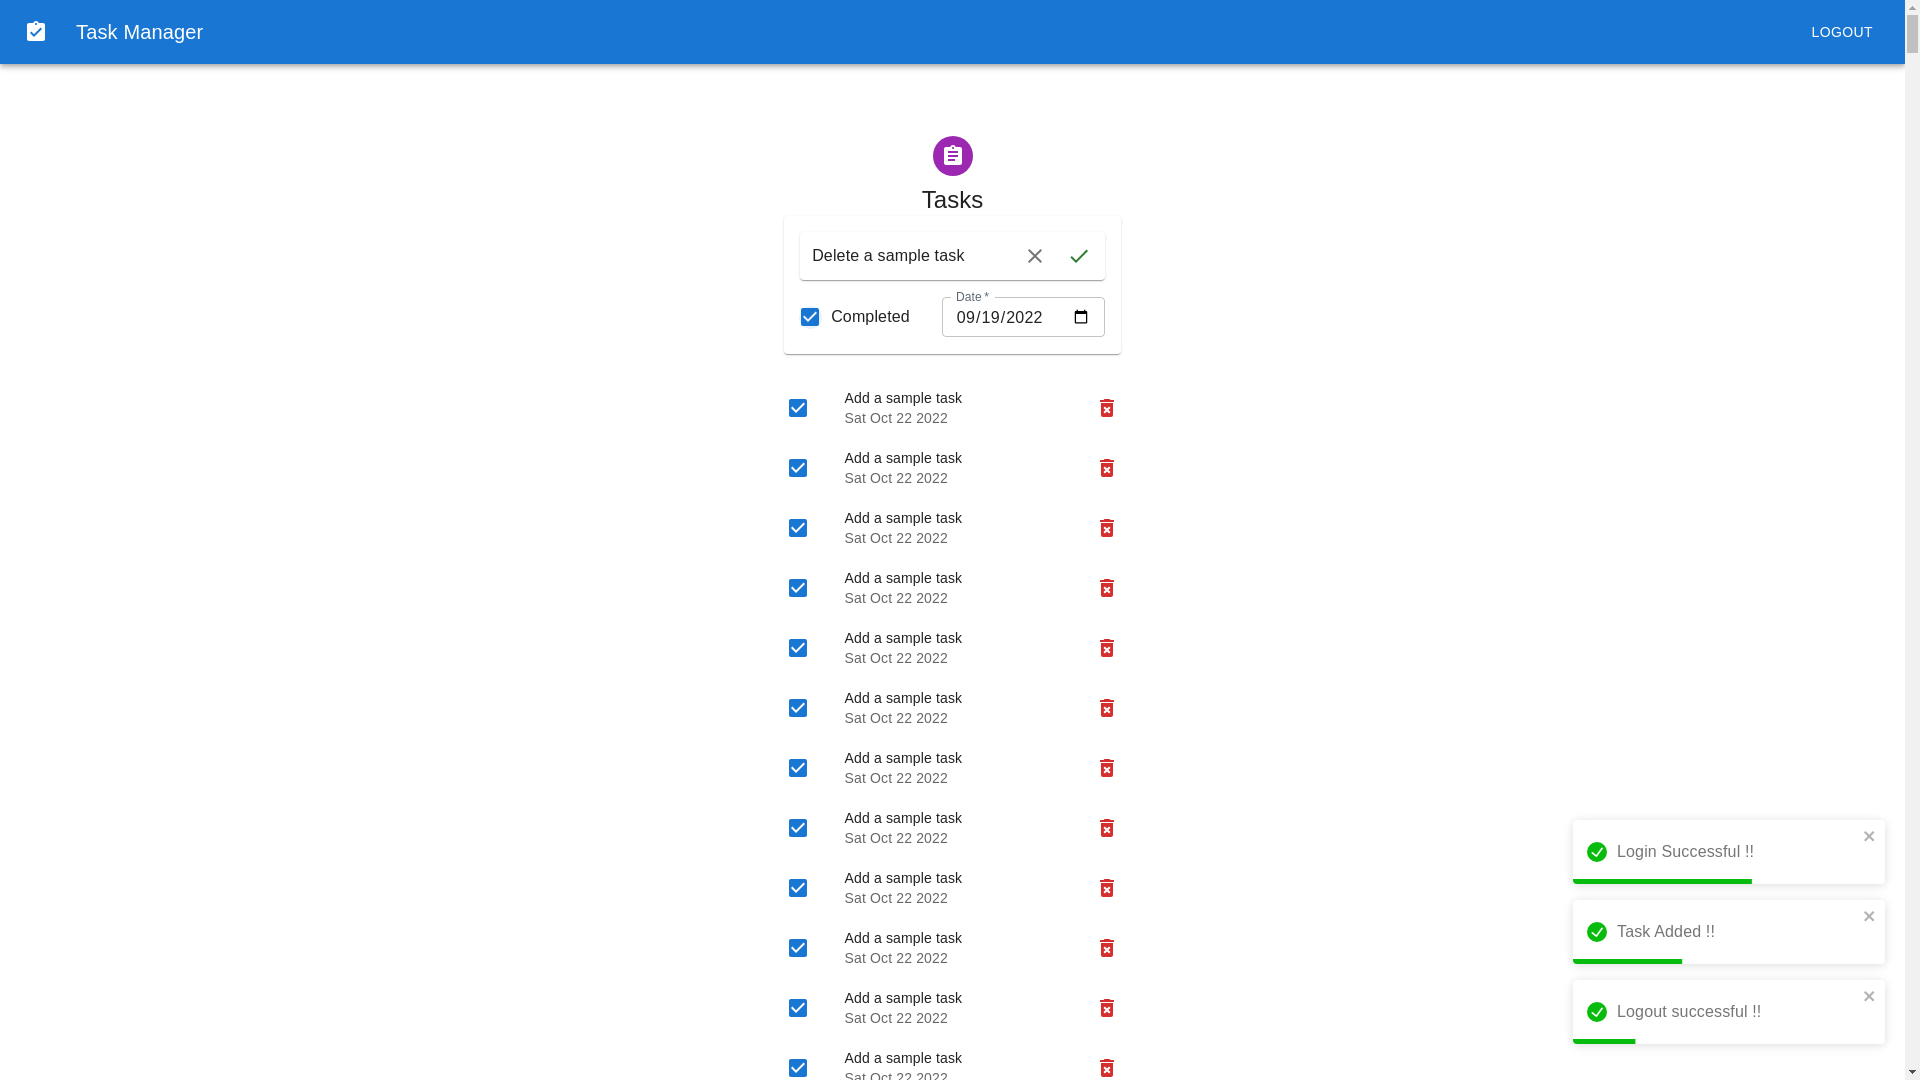 Task Manager
LOGOUT
Tasks
Delete a sample task
Completed
Date *
09/19/2022
Add a sample task
Sat Oct 22 2022
Add a sample task
Sat Oct 22 2022
Add a sample task
Sat Oct 22 2022
Add a sample task
Sat Oct 22 2022
Add a sample task
Sat Oct 22 2022
Add a sample task
Sat Oct 22 2022
Add a sample task
Sat Oct 22 2022
Add a sample task
Sat Oct 22 2022
Add a sample task
Sat Oct 22 2022
Add a sample task
Sat Oct 22 2022
Add a sample task
Sat Oct 22 2022
Add a sample task
Sat Oct 22 2022
Login Successful !!
Task Added !!
Logout successful !!